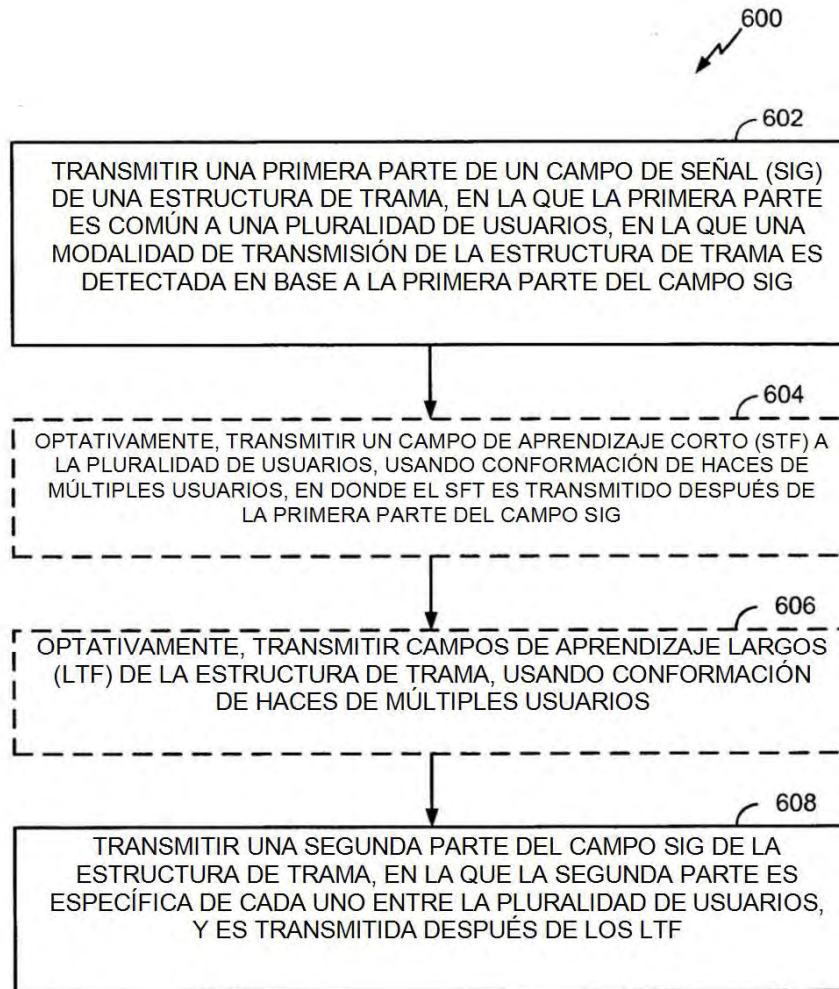 600
602
TRANSMITIR UNA PRIMERA PARTE DE UN CAMPO DE SEÑAL (SIG)
DE UNA ESTRUCTURA DE TRAMA, EN LA QUE LA PRIMERA PARTE
ES COMÚN A UNA PLURALIDAD DE USUARIOS, EN LA QUE UNA
MODALIDAD DE TRANSMISIÓN DE LA ESTRUCTURA DE TRAMA ES
DETECTADA EN BASE A LA PRIMERA PARTE DEL CAMPO SIG
604
OPTATIVAMENTE, TRANSMITIR UN CAMPO DE APRENDIZAJE CORTO (STF) A
LA PLURALIDAD DE USUARIOS, USANDO CONFORMACIÓN DE HACES DE
MÚLTIPLES USUARIOS, EN DONDE EL SFT ES TRANSMITIDO DESPUÉS DE
LA PRIMERA PARTE DEL CAMPO SIG
606
OPTATIVAMENTE, TRANSMITIR CAMPOS DE APRENDIZAJE LARGOS
(LTF) DE LA ESTRUCTURA DE TRAMA, USANDO CONFORMACIÓN
DE HACES DE MÚLTIPLES USUARIOS
608
TRANSMITIR UNA SEGUNDA PARTE DEL CAMPO SIG DE LA
ESTRUCTURA DE TRAMA, EN LA QUE LA SEGUNDA PARTE ES
ESPECÍFICA DE CADA UNO ENTRE LA PLURALIDAD DE USUARIOS,
Y ES TRANSMITIDA DESPUÉS DE LOS LTF